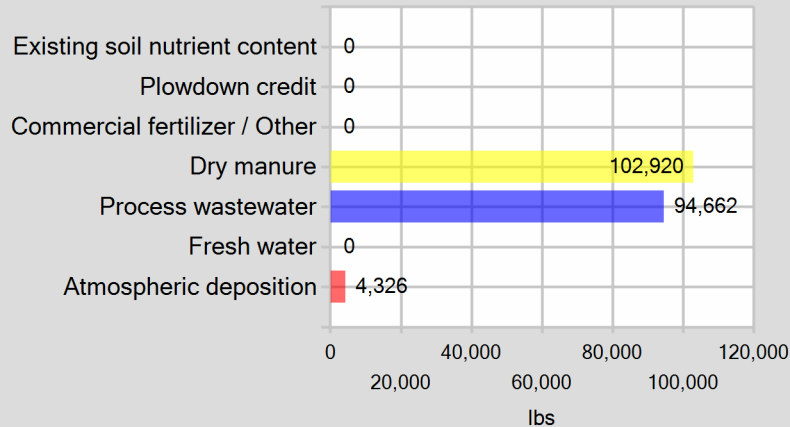 Existing soil nutrient content 0
Plowdown credit 0
Commercial fertilizer / Other 0
Dry manure 102,920
Process wastewater 94,662
Fresh water 0
Atmospheric deposition 4,326
0 40,000 80,000 120,000
20,000 60,000 100,000
lbs